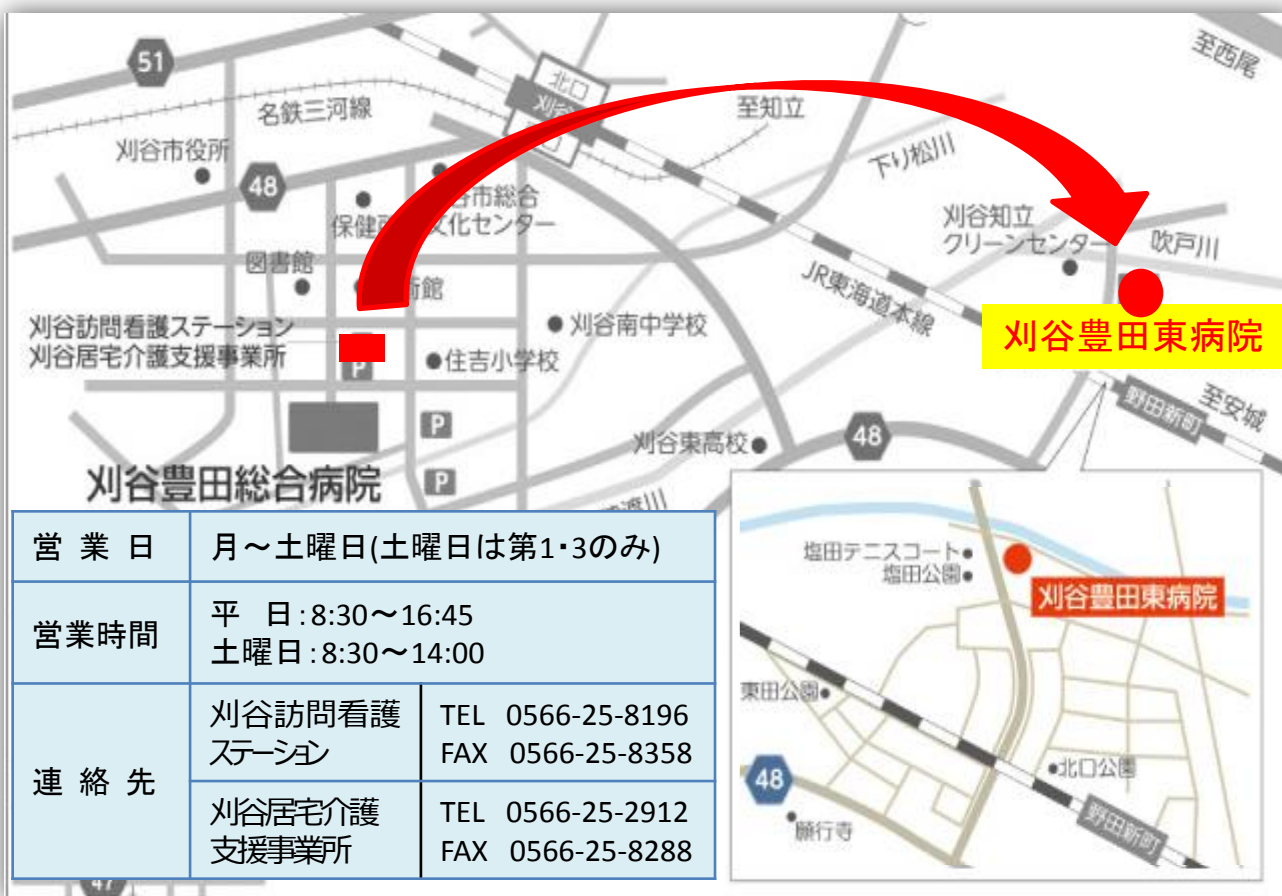 51
至西尾
北口
名鉄三河線
刈谷
至知立
刈谷市役所
下り松川
48
市総合
保健
文化センター
刈谷知立
クリーンセンター
吹戸川
図書館
JR東海道本線
刈谷訪問看護ステーション
刈谷居宅介護支援事業所
P
刈谷南中学校
住吉小学校
刈谷豊田東病院
野田新町
至安城
P
刈谷東高校
48
刈谷豊田総合病院
P
営業日
月～土曜日(土曜日は第1・3のみ)
営業時間
平 日：8:30～16:45
土曜日：8:30～14:00
連絡先
刈谷訪問看護
ステーション
TEL 0566-25-8196
FAX 0566-25-8358
刈谷居宅介護
支援事業所
TEL 0566-25-2912
FAX 0566-25-8288
塩田テニスコート
塩田公園
刈谷豊田東病院
東田公園
北口公園
48
願行寺
野田新町
47